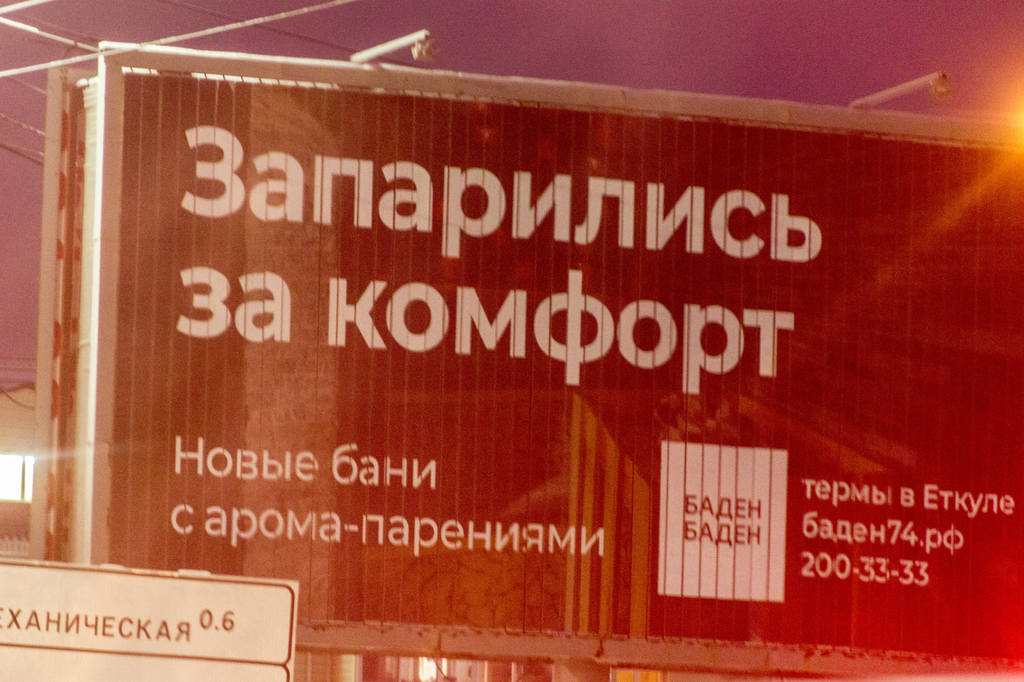 Запарились
за комфорт
Новые бани
с арома-парениями
БАДЕН
БАДЕН
термы в Еткуле
баден74.рф
200-33-33
ЕХАНИЧЕСКАЯ 0.6